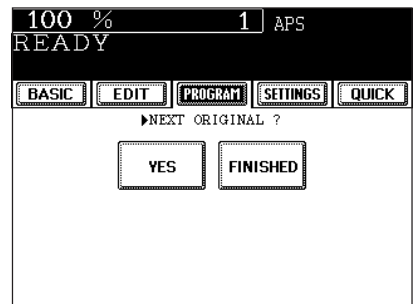 100 % 1 APS
READY
BASIC EDIT PROGRAM SETTINGS QUICK
▶NEXT ORIGINAL ?
YES FINISHED